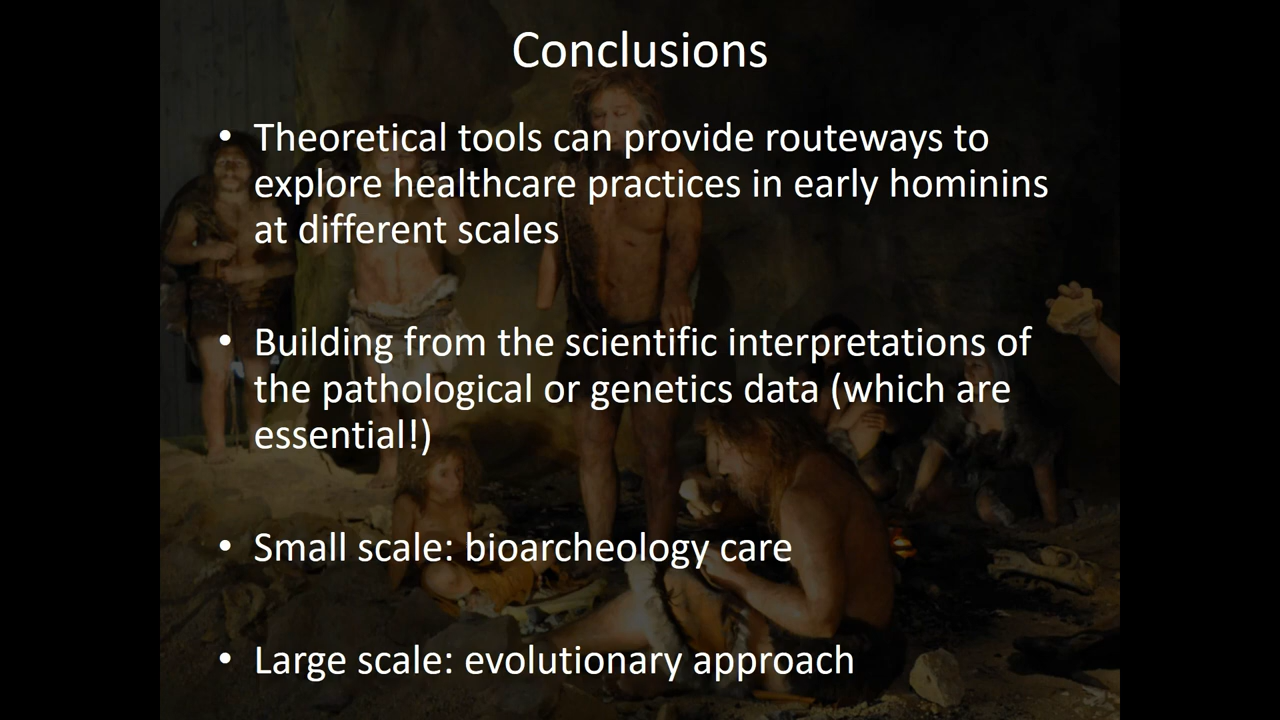 Conclusions
• Theoretical tools can provide routeways to
explore healthcare practices in early hominins
at different scales
• Building from the scientific interpretations of
the pathological or genetics data (which are
essential!)
• Small scale: bioarcheology care
• Large scale: evolutionary approach